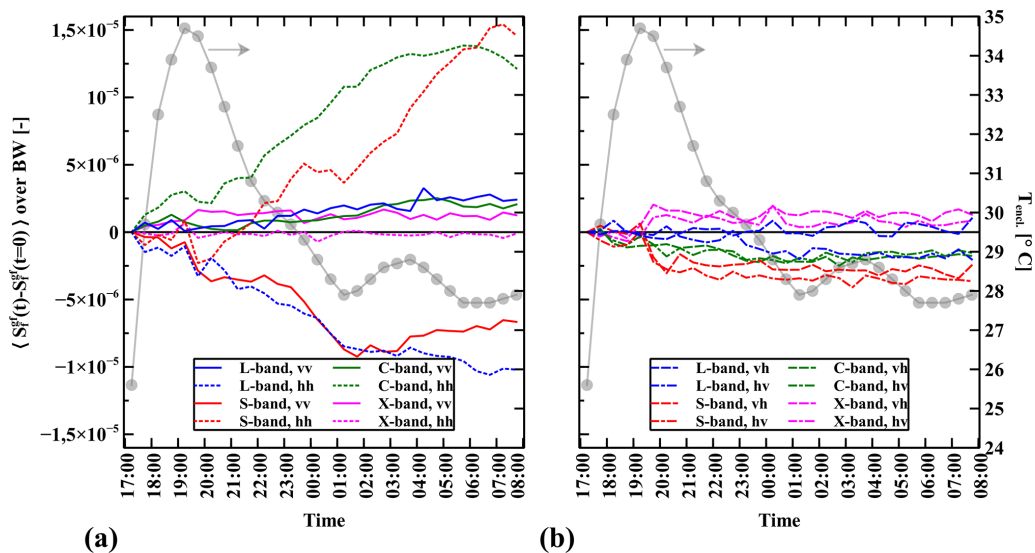 ⟨ S_f^gf(t)-S_f^gf(t=0) ⟩ over BW [-]
1,5×10^-5
10^-5
5×10^-6
0
−5×10^-6
−1×10^-5
−1,5×10^-5
L-band, vv
L-band, hh
S-band, vv
S-band, hh
C-band, vv
C-band, hh
X-band, vv
X-band, hh
17:00
18:00
19:00
20:00
21:00
22:00
23:00
00:00
01:00
02:00
03:00
04:00
05:00
06:00
07:00
08:00
Time
(a)
L-band, vh
L-band, hv
S-band, vh
S-band, hv
C-band, vh
C-band, hv
X-band, vh
X-band, hv
17:00
18:00
19:00
20:00
21:00
22:00
23:00
00:00
01:00
02:00
03:00
04:00
05:00
06:00
07:00
08:00
Time
(b)
35
34
33
32
31
30
29
28
27
26
25
24
T_encl. [° C]